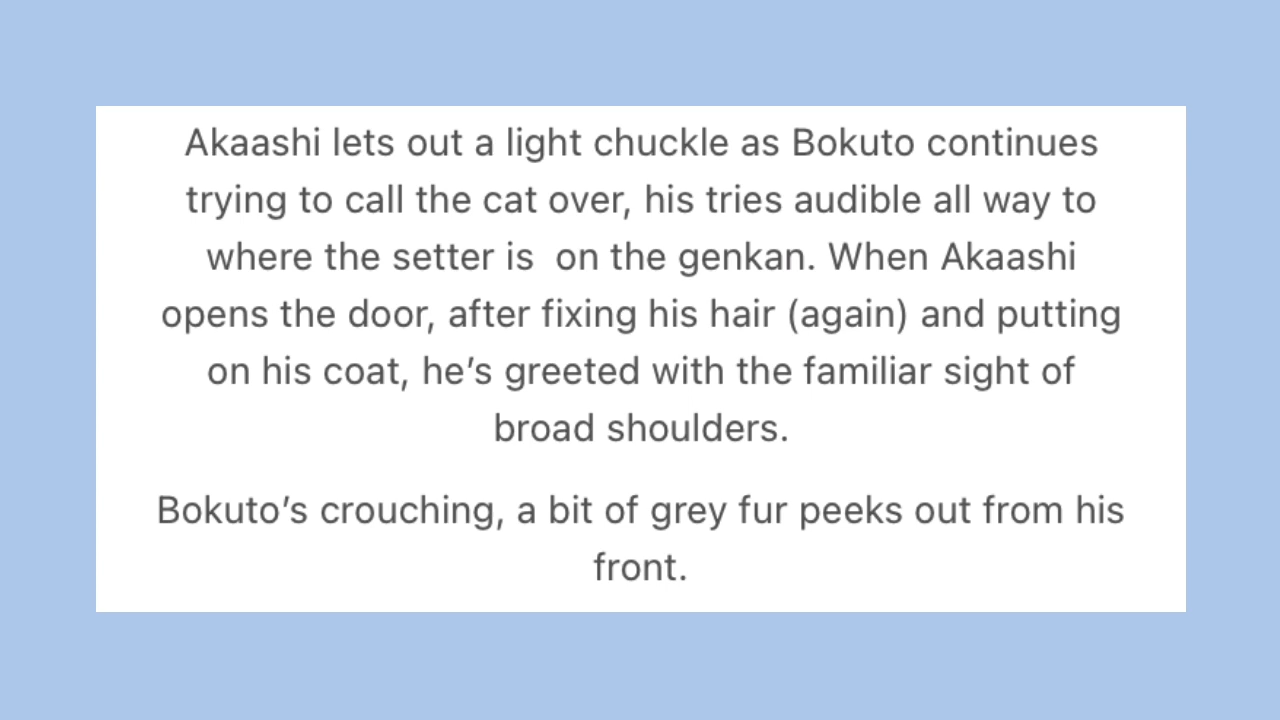 Akaashi lets out a light chuckle as Bokuto continues
trying to call the cat over, his tries audible all way to
where the setter is  on the genkan. When Akaashi
opens the door, after fixing his hair (again) and putting
on his coat, he’s greeted with the familiar sight of
broad shoulders.
Bokuto’s crouching, a bit of grey fur peeks out from his
front.